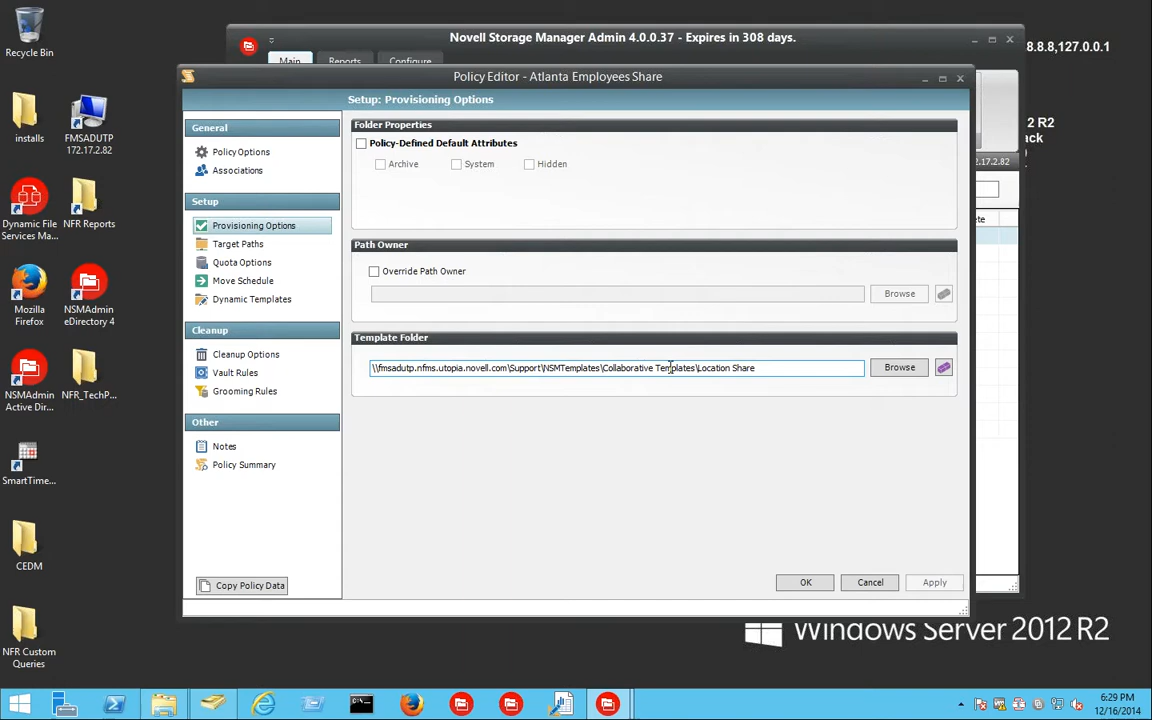 Recycle Bin
installs
FMSADUTP
172.17.2.82
Dynamic File
Services Ma...
NFR Reports
Mozilla
Firefox
NSMAdmin
eDirectory 4
NSMAdmin
Active Dir...
NF_TechP...
SmartTime...
CEDM
NFR Custom
Queries
Novell Storage Manager Admin 4.0.0.37 - Expires in 308 days.
Main
Reports
Configure
8.8.8,127.0.0.1
2 R2
ack
.17.2.82
te
Policy Editor - Atlanta Employees Share
Setup: Provisioning Options
General
Policy Options
Associations
Setup
Provisioning Options
Target Paths
Quota Options
Move Schedule
Dynamic Templates
Cleanup
Cleanup Options
Vault Rules
Grooming Rules
Other
Notes
Policy Summary
Copy Policy Data
Folder Properties
Policy-Defined Default Attributes
Archive
System
Hidden
Path Owner
Override Path Owner
Browse
Template Folder
\\fmsadutp.nfms.utopia.novell.com\Support\NSMTemplates\Collaborative Templates\Location Share
Browse
OK
Cancel
Apply
Windows Server 2012 R2
6:29 PM
12/16/2014